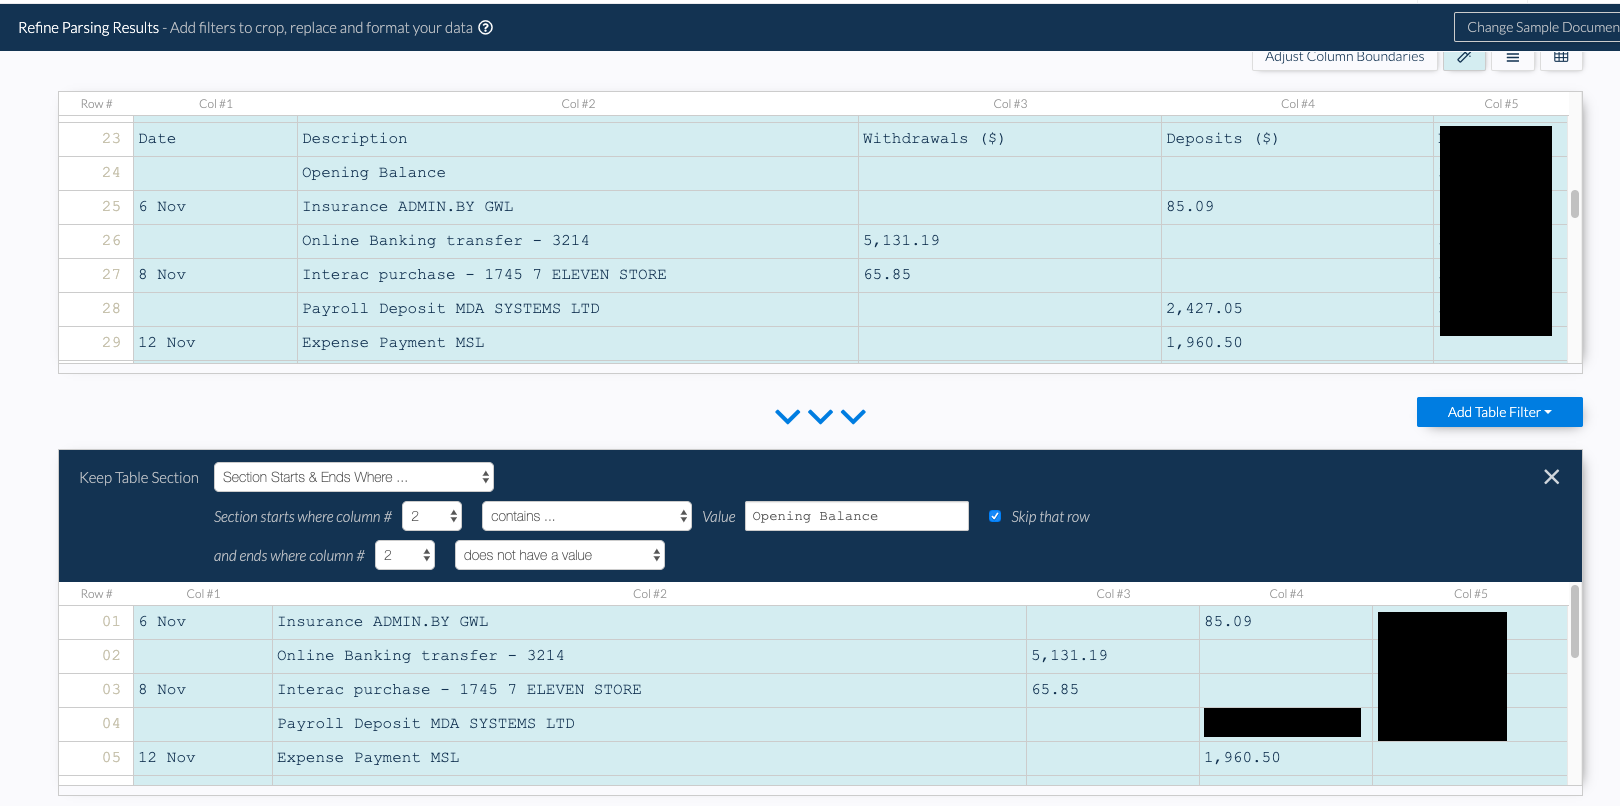 Refine Parsing Results - Add filters to crop, replace and format your data ?
Change Sample Documen
Adjust Column Boundaries
Row # Col #1 Col #2 Col #3 Col #4 Col #5
23 Date Description Withdrawals ($) Deposits ($)
24 Opening Balance
25 6 Nov Insurance ADMIN.BY GWL 85.09
26 Online Banking transfer - 3214 5,131.19
27 8 Nov Interac purchase - 1745 7 ELEVEN STORE 65.85
28 Payroll Deposit MDA SYSTEMS LTD 2,427.05
29 12 Nov Expense Payment MSL 1,960.50
Add Table Filter
Keep Table Section Section Starts & Ends Where ...
Section starts where column # 2 contains ... Value Opening Balance Skip that row
and ends where column # 2 does not have a value
Row # Col #1 Col #2 Col #3 Col #4 Col #5
01 6 Nov Insurance ADMIN.BY GWL 85.09
02 Online Banking transfer - 3214 5,131.19
03 8 Nov Interac purchase - 1745 7 ELEVEN STORE 65.85
04 Payroll Deposit MDA SYSTEMS LTD
05 12 Nov Expense Payment MSL 1,960.50